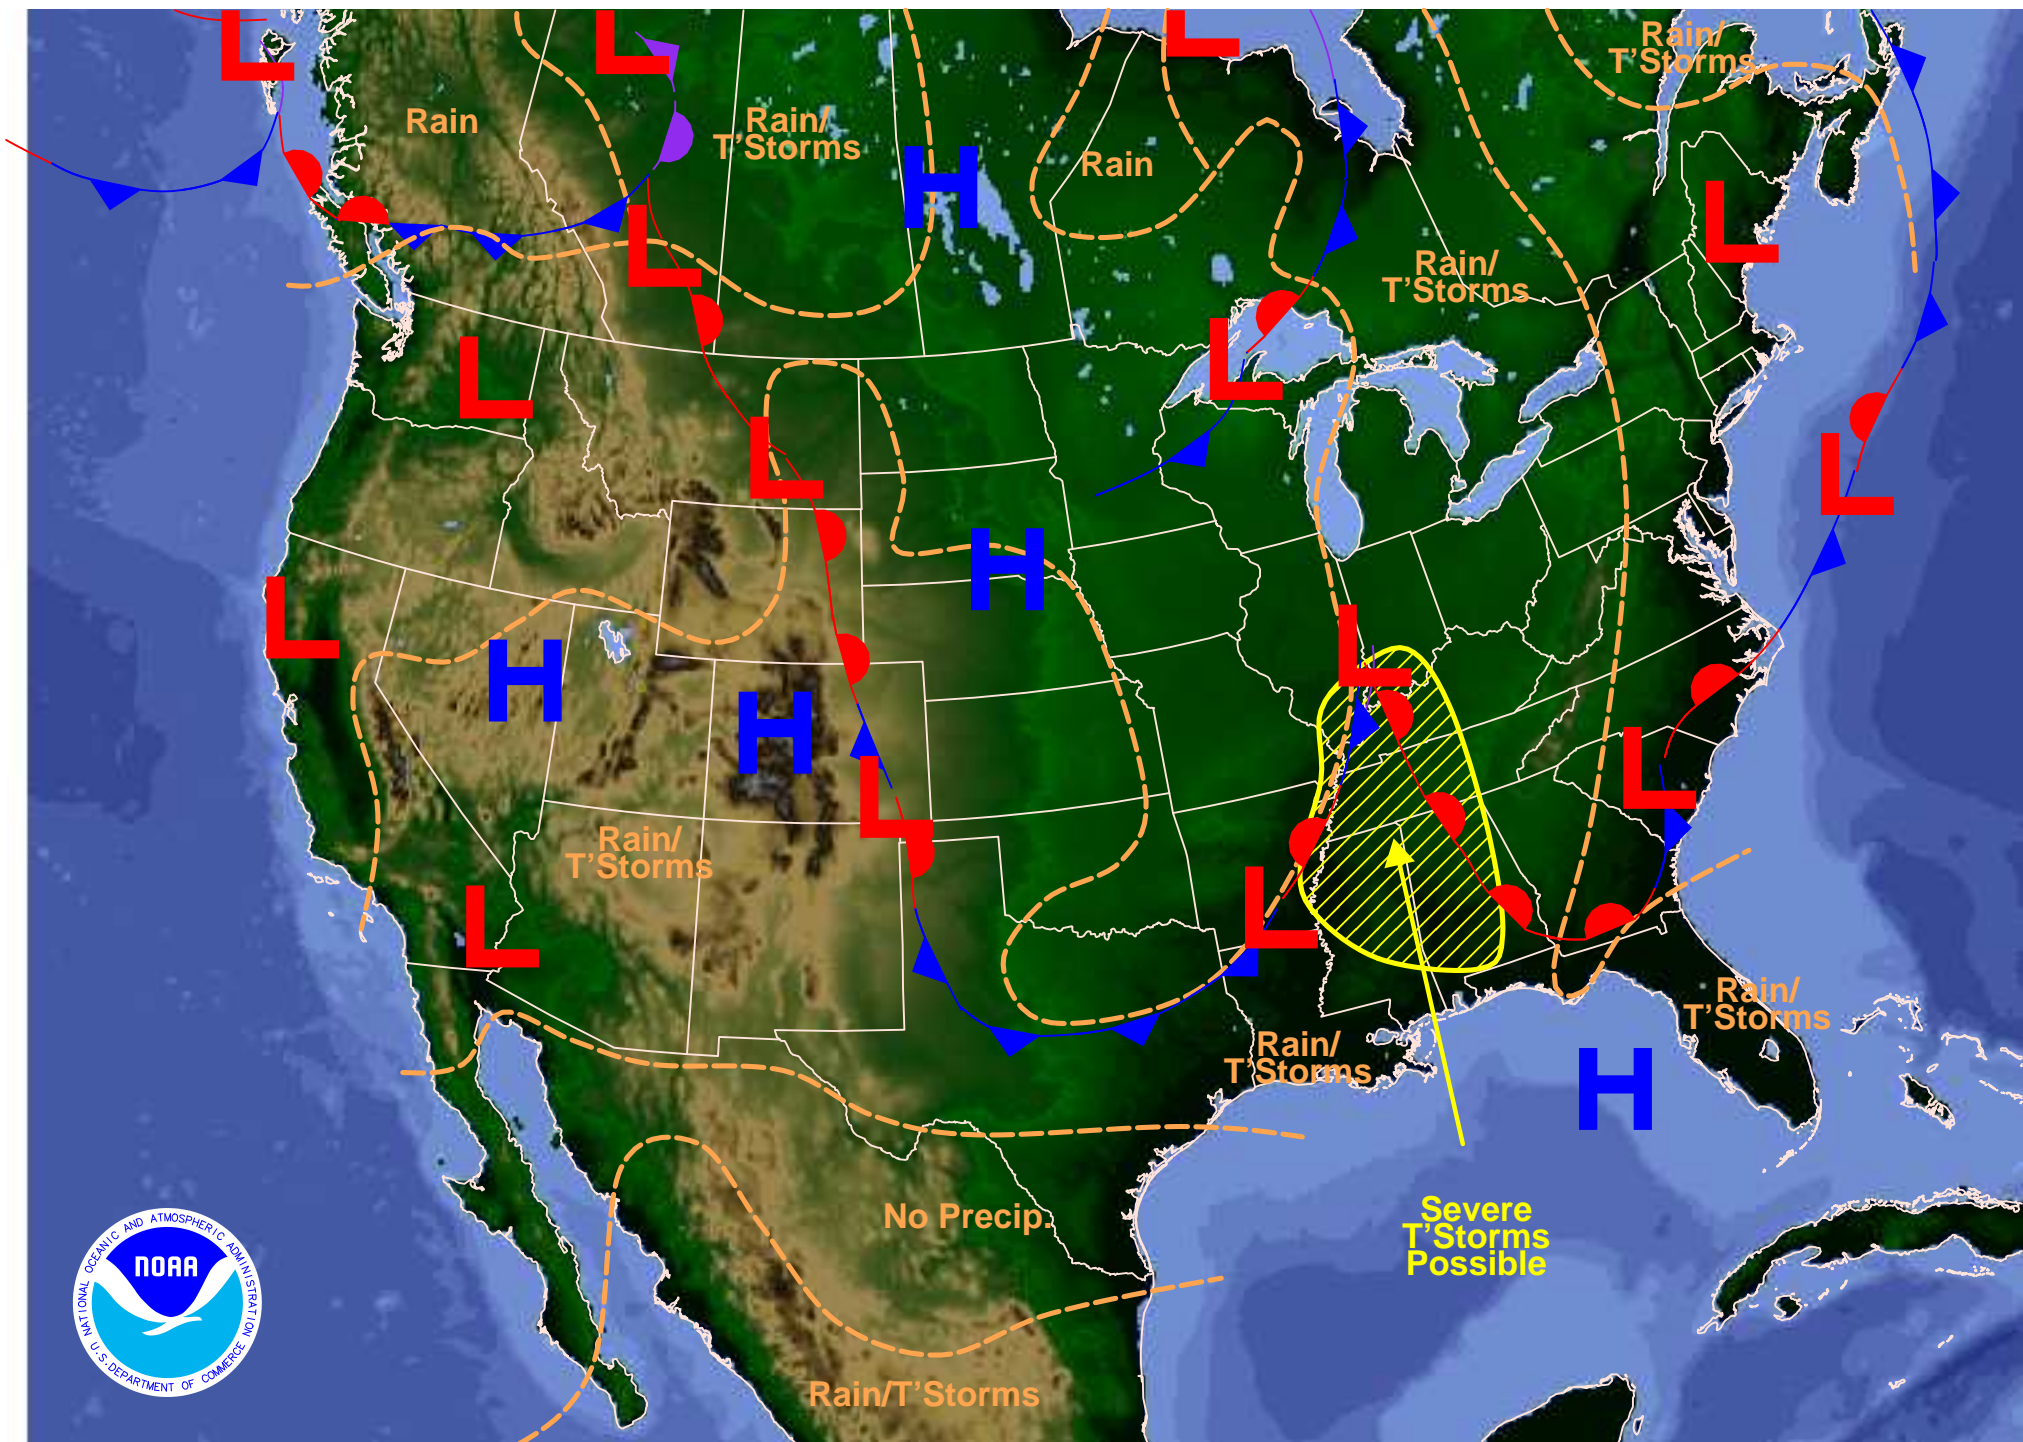 L
L
L
Rain/
T'Storms
Rain
Rain/
T'Storms
Rain
H
L
L
Rain/
T'Storms
L
L
L
L
L
H
L
L
H
H
L
L
Rain/
T'Storms
L
L
Rain/
T'Storms
Rain/
T'Storms
H
No Precip.
Severe
T'Storms
Possible
Rain/T'Storms
NATIONAL OCEANIC AND ATMOSPHERIC ADMINISTRATION
NOAA
U.S. DEPARTMENT OF COMMERCE